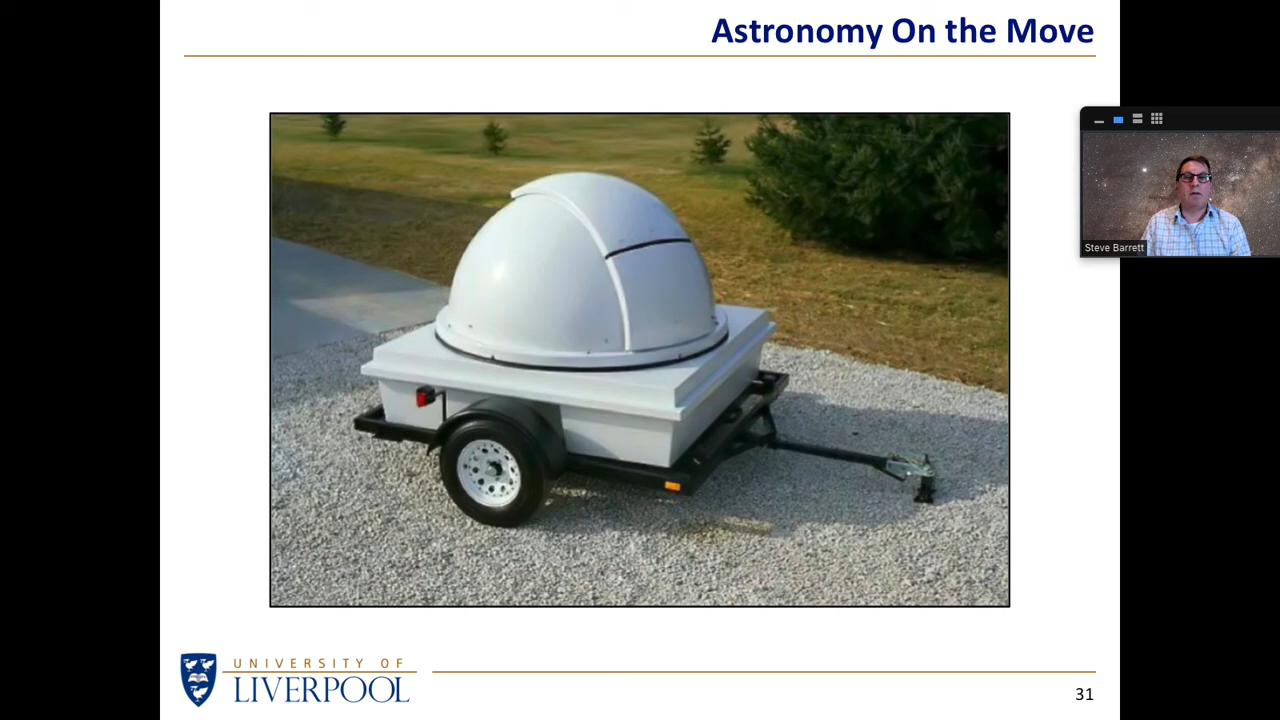 Astronomy On the Move
Steve Barrett
UNIVERSITY OF
LIVERPOOL
31